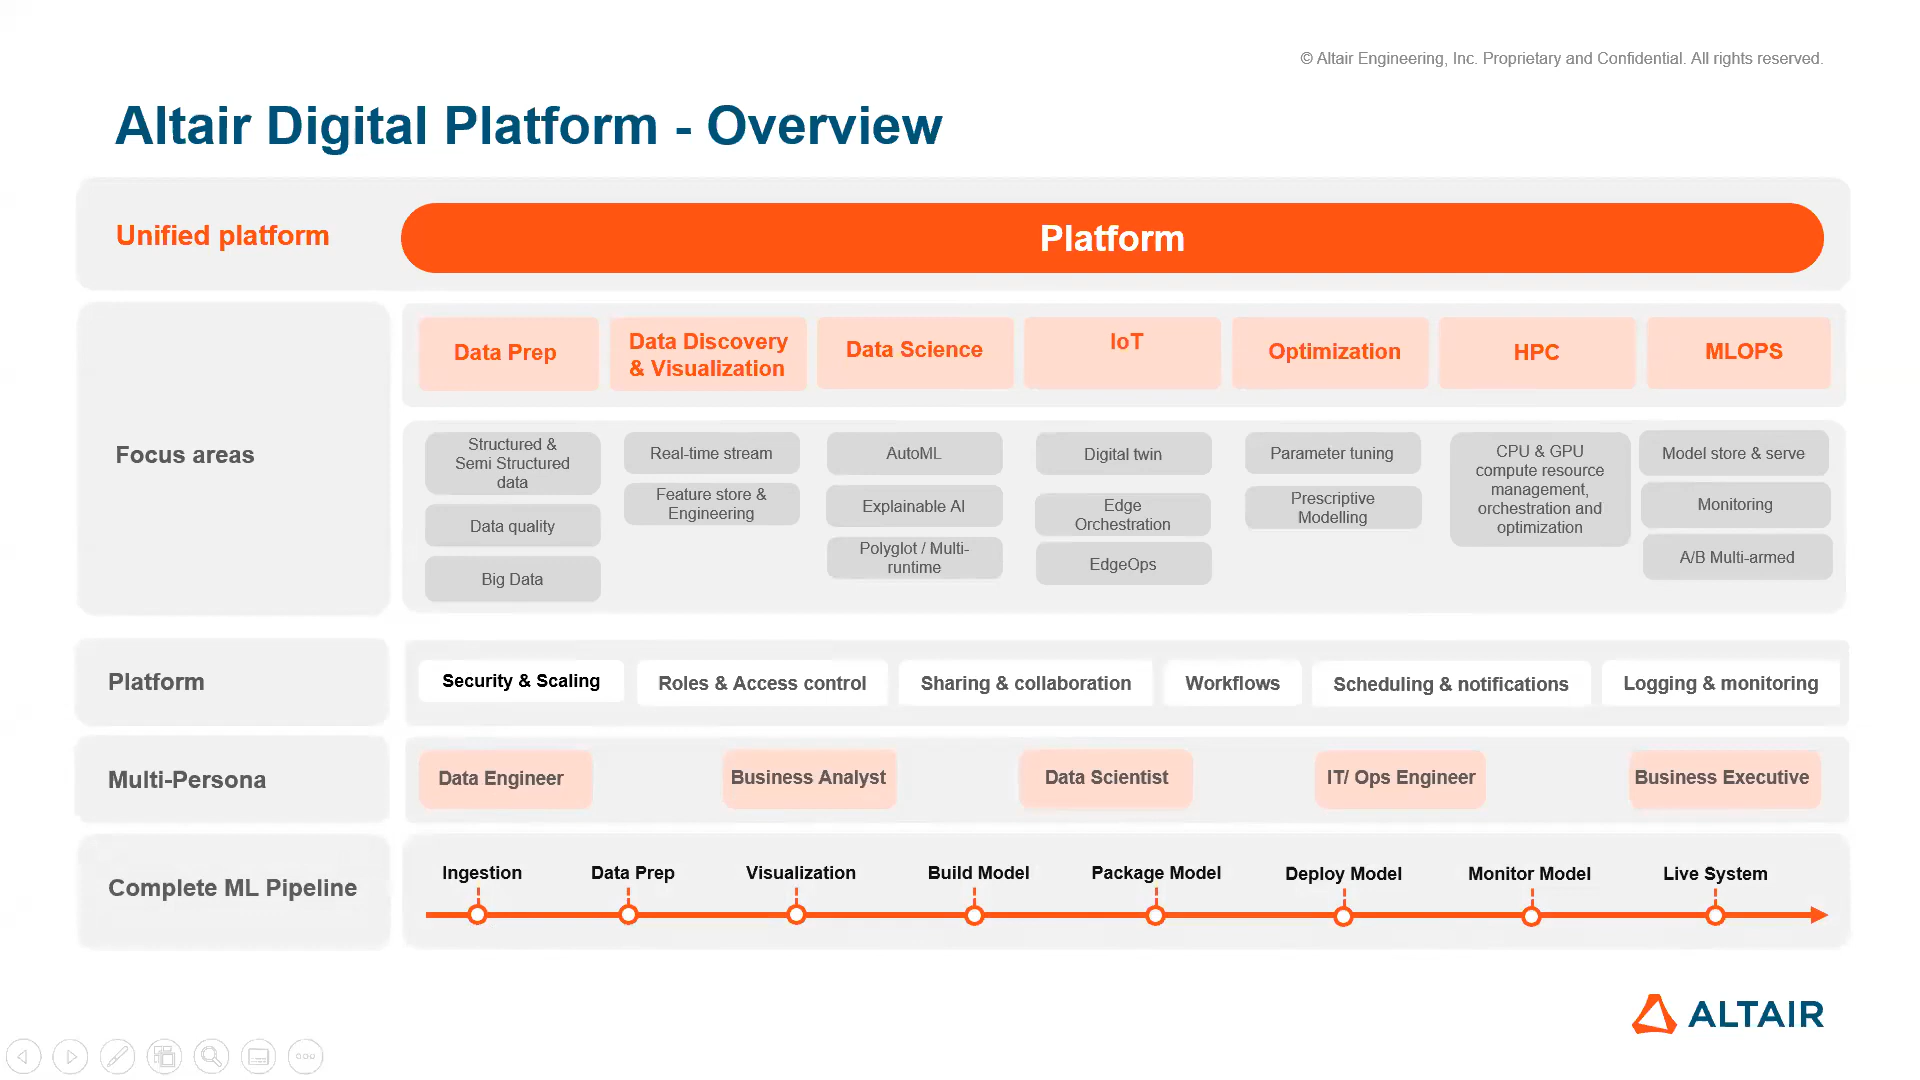 © Altair Engineering, Inc. Proprietary and Confidential. All rights reserved.
Altair Digital Platform - Overview
Unified platform
Platform
Focus areas
Data Prep
Data Discovery
& Visualization
Data Science
IoT
Optimization
HPC
MLOPS
Structured &
Semi Structured
data
Data quality
Big Data
Real-time stream
Feature store &
Engineering
AutoML
Explainable AI
Polyglot / Multi-
runtime
Digital twin
Edge
Orchestration
EdgeOps
Parameter tuning
Prescriptive
Modelling
CPU & GPU
compute resource
management,
orchestration and
optimization
Model store & serve
Monitoring
A/B Multi-armed
Platform
Security & Scaling
Roles & Access control
Sharing & collaboration
Workflows
Scheduling & notifications
Logging & monitoring
Multi-Persona
Data Engineer
Business Analyst
Data Scientist
IT/ Ops Engineer
Business Executive
Complete ML Pipeline
Ingestion
Data Prep
Visualization
Build Model
Package Model
Deploy Model
Monitor Model
Live System
ALTAIR